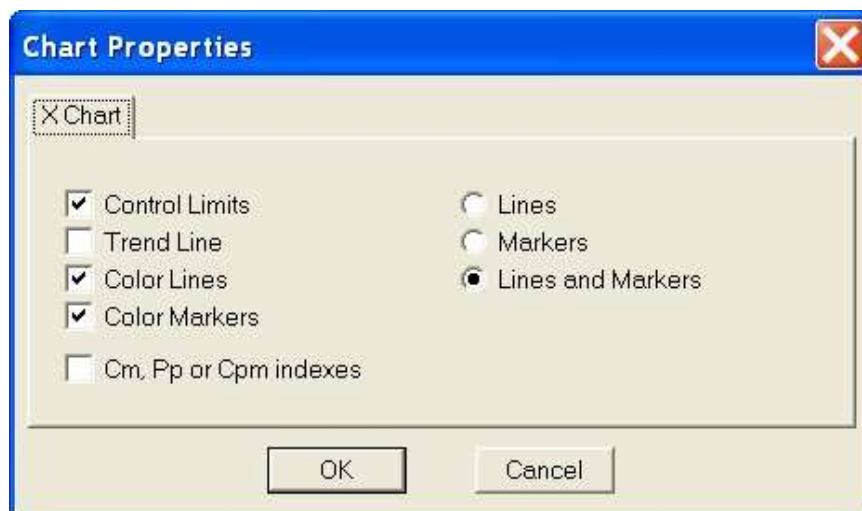 Chart Properties
X Chart
Control Limits
Trend Line
Color Lines
Color Markers
Cm, Pp or Cpm indexes
Lines
Markers
Lines and Markers
OK
Cancel